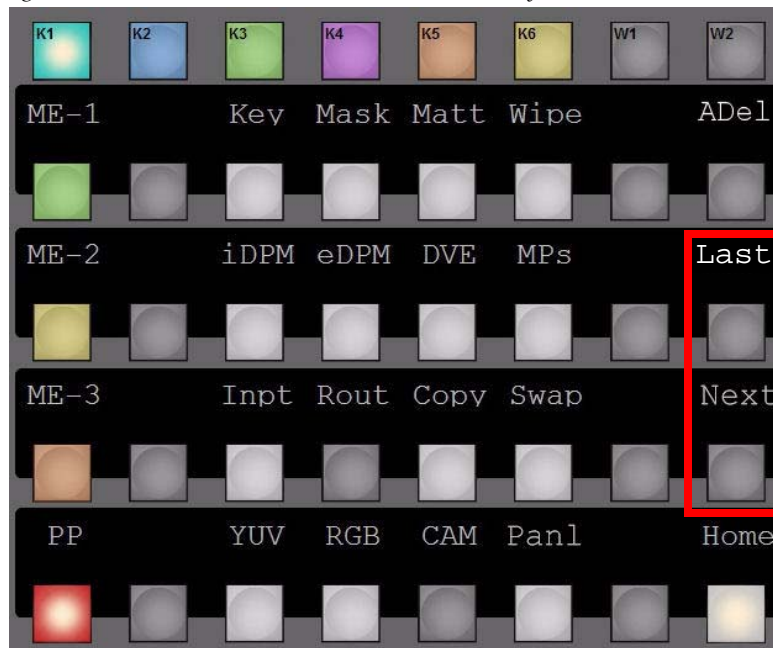 K1 K2 K3 K4 K5 K6 W1 W2
ME-1 Key Mask Matt Wipe ADel
ME-2 iDPM eDPM DVE MPs Last
ME-3 Inpt Rout Copy Swap Next
PP YUV RGB CAM Panl Home